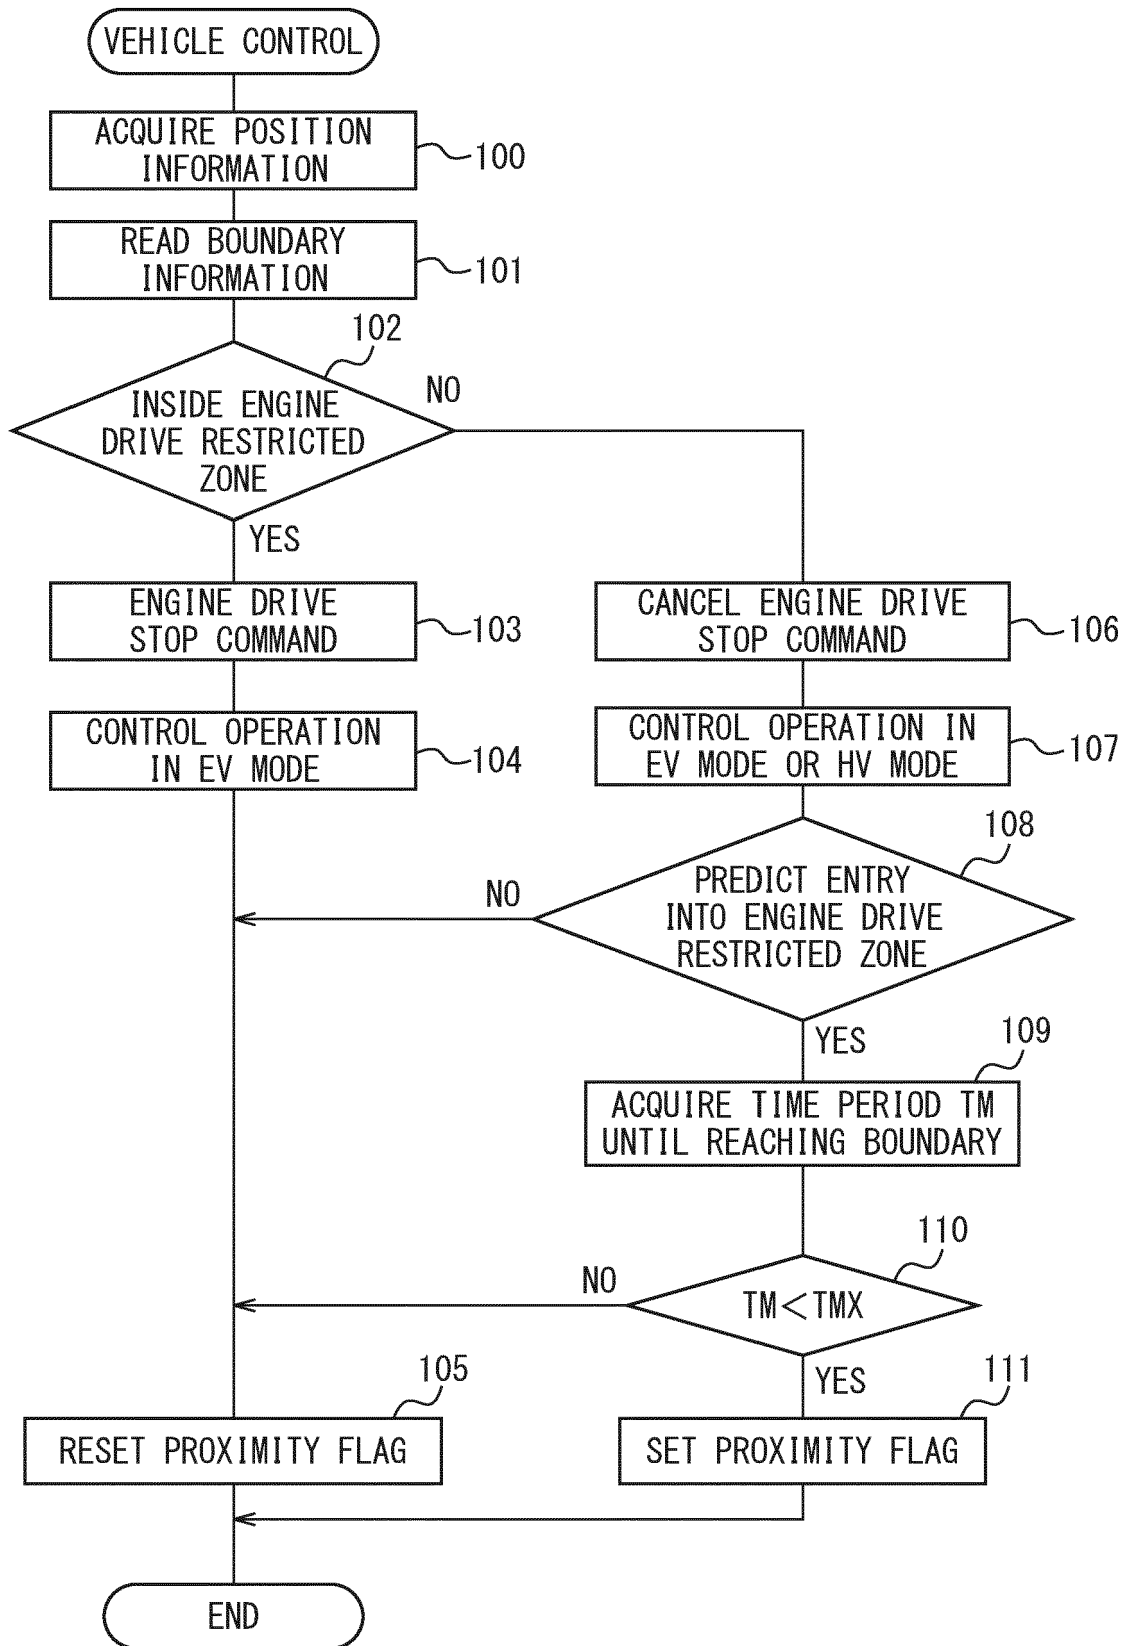 VEHICLE CONTROL
ACQUIRE POSITION
INFORMATION
100
READ BOUNDARY
INFORMATION
101
102
INSIDE ENGINE
DRIVE RESTRICTED
ZONE
NO
YES
ENGINE DRIVE
STOP COMMAND
103
CANCEL ENGINE DRIVE
STOP COMMAND
106
CONTROL OPERATION
IN EV MODE
104
CONTROL OPERATION IN
EV MODE OR HV MODE
107
108
PREDICT ENTRY
INTO ENGINE DRIVE
RESTRICTED ZONE
NO
YES
109
ACQUIRE TIME PERIOD TM
UNTIL REACHING BOUNDARY
110
NO
TM<TMX
YES
105
RESET PROXIMITY FLAG
111
SET PROXIMITY FLAG
END